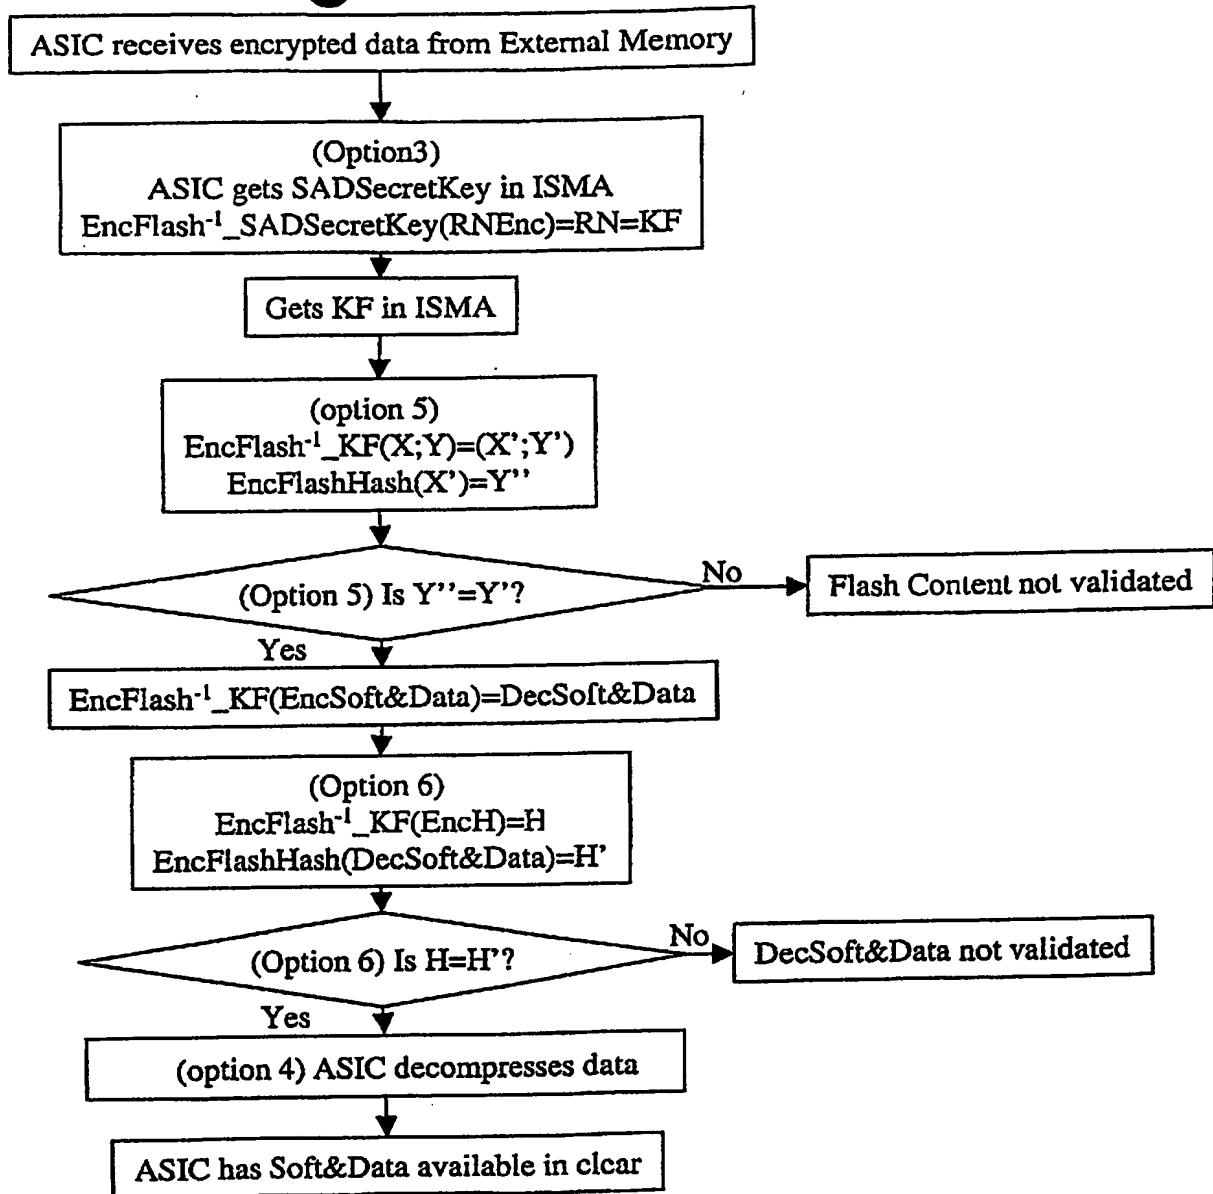 ASIC receives encrypted data from External Memory
(Option3)
ASIC gets SADSecretKey in ISMA
EncFlash⁻¹_SADSecretKey(RNEnc)=RN=KF
Gets KF in ISMA
(option 5)
EncFlash⁻¹_KF(X;Y)=(X';Y')
EncFlashHash(X')=Y''
(Option 5) Is Y''=Y'?
No
Flash Content not validated
Yes
EncFlash⁻¹_KF(EncSoft&Data)=DecSoft&Data
(Option 6)
EncFlash⁻¹_KF(EncH)=H
EncFlashHash(DecSoft&Data)=H'
(Option 6) Is H=H'?
No
DecSoft&Data not validated
Yes
(option 4) ASIC decompresses data
ASIC has Soft&Data available in clear